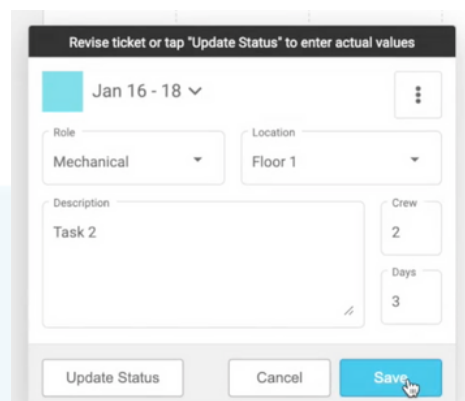 Revise ticket or tap "Update Status" to enter actual values
Jan 16 - 18
Role
Mechanical
Location
Floor 1
Description
Task 2
Crew
2
Days
3
Update Status
Cancel
Save